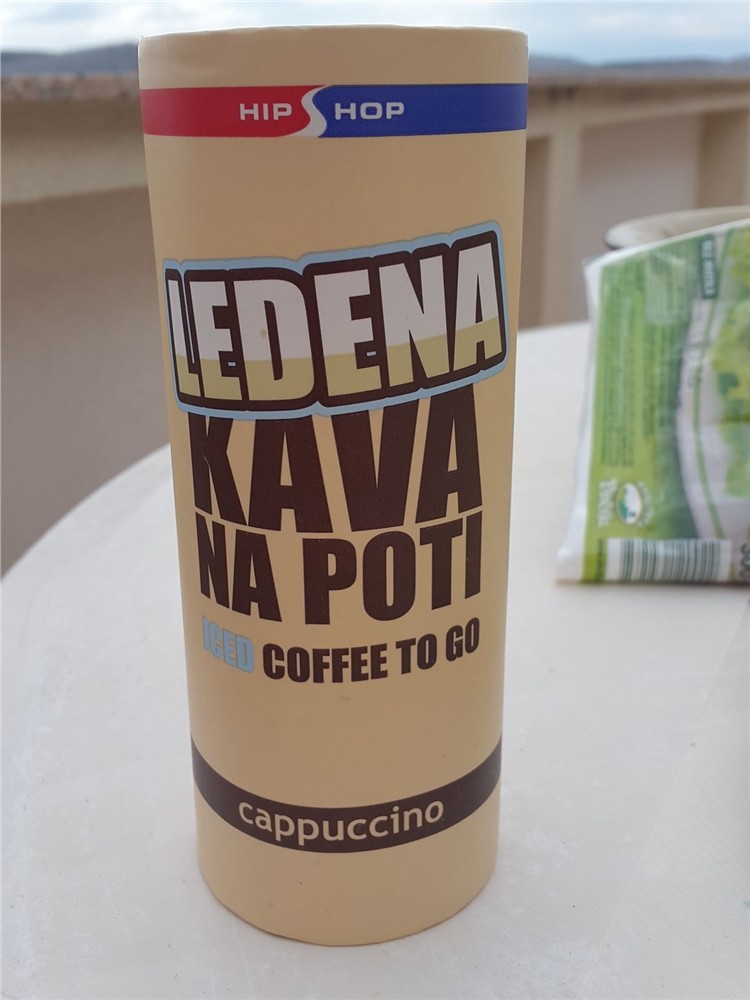 HIP HOP
LEDENA
KAVA
NA POTI
ICED COFFEE TO GO
cappuccino